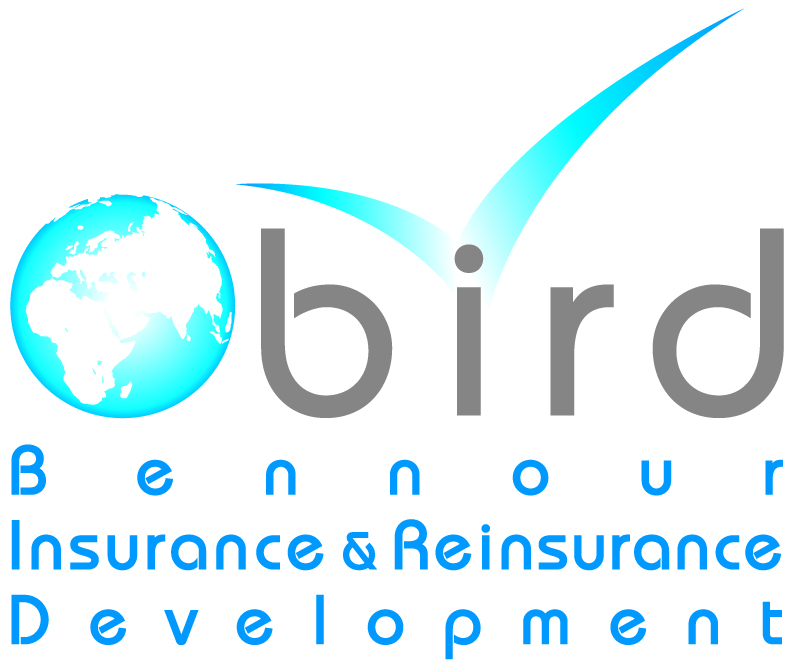 bird
Bennour
Insurance & Reinsurance
Development